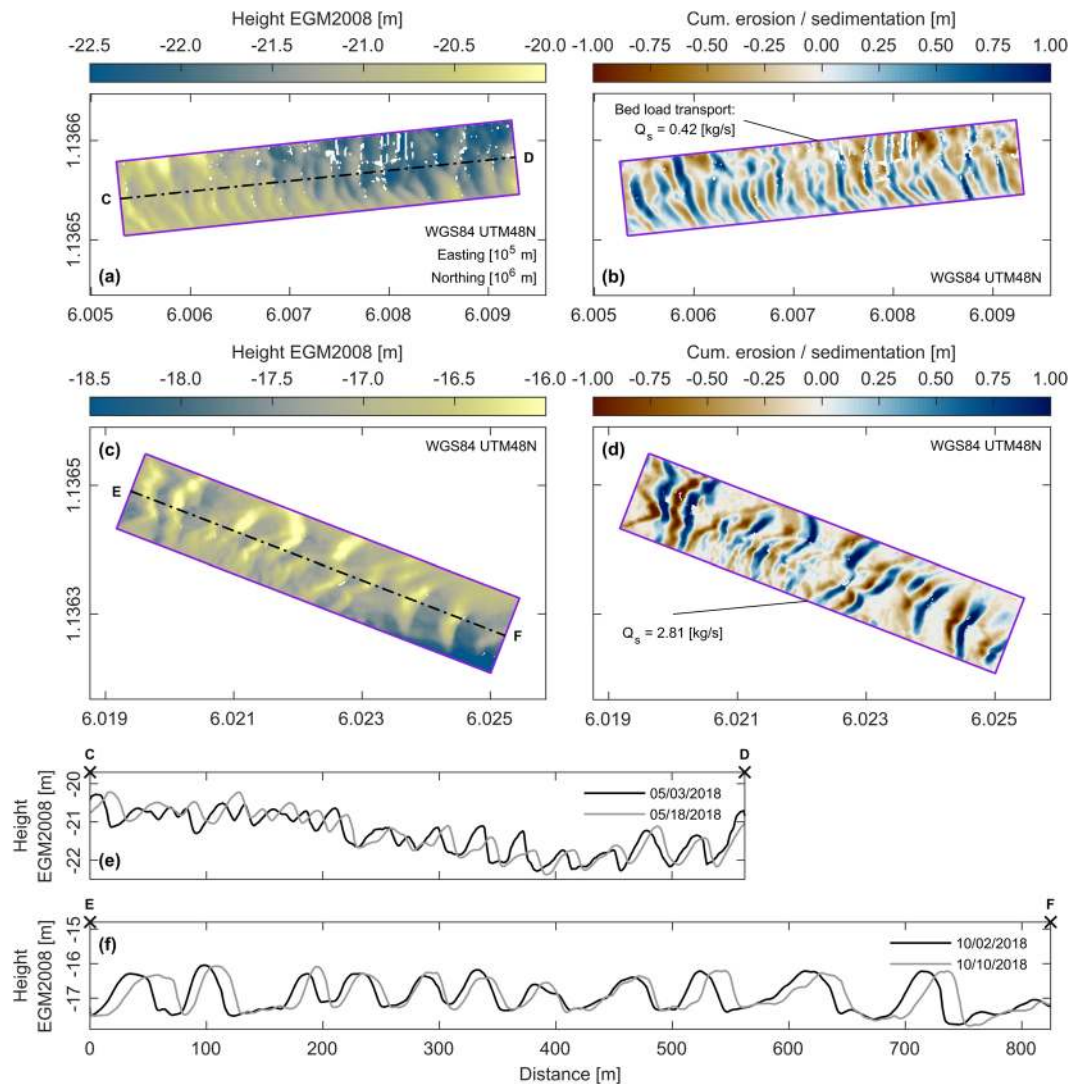 Height EGM2008 [m]
-22.5 -22.0 -21.5 -21.0 -20.5 -20.0
Cum. erosion / sedimentation [m]
-1.00 -0.75 -0.50 -0.25 0.00 0.25 0.50 0.75 1.00
1.1366
1.1365
C
D
WGS84 UTM48N
Easting [10^5 m]
Northing [10^6 m]
(a)
6.005 6.006 6.007 6.008 6.009
Bed load transport:
Q_s = 0.42 [kg/s]
(b)
WGS84 UTM48N
6.005 6.006 6.007 6.008 6.009
Height EGM2008 [m]
-18.5 -18.0 -17.5 -17.0 -16.5 -16.0
Cum. erosion / sedimentation [m]
-1.00 -0.75 -0.50 -0.25 0.00 0.25 0.50 0.75 1.00
(c)
WGS84 UTM48N
1.1365
1.1363
E
F
6.019 6.021 6.023 6.025
(d)
WGS84 UTM48N
Q_s = 2.81 [kg/s]
6.019 6.021 6.023 6.025
C
D
Height
EGM2008 [m]
-20
-21
-22
(e)
05/03/2018
05/18/2018
E
F
Height
EGM2008 [m]
-15
-16
-17
(f)
10/02/2018
10/10/2018
0 100 200 300 400 500 600 700 800
Distance [m]